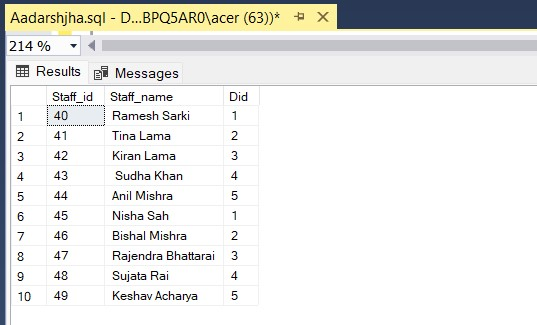 Aadarshjha.sql - D...BPQ5AR0\acer (63))*
214 %
Results Messages
Staff_id Staff_name Did
1 40 Ramesh Sarki 1
2 41 Tina Lama 2
3 42 Kiran Lama 3
4 43 Sudha Khan 4
5 44 Anil Mishra 5
6 45 Nisha Sah 1
7 46 Bishal Mishra 2
8 47 Rajendra Bhattarai 3
9 48 Sujata Rai 4
10 49 Keshav Acharya 5